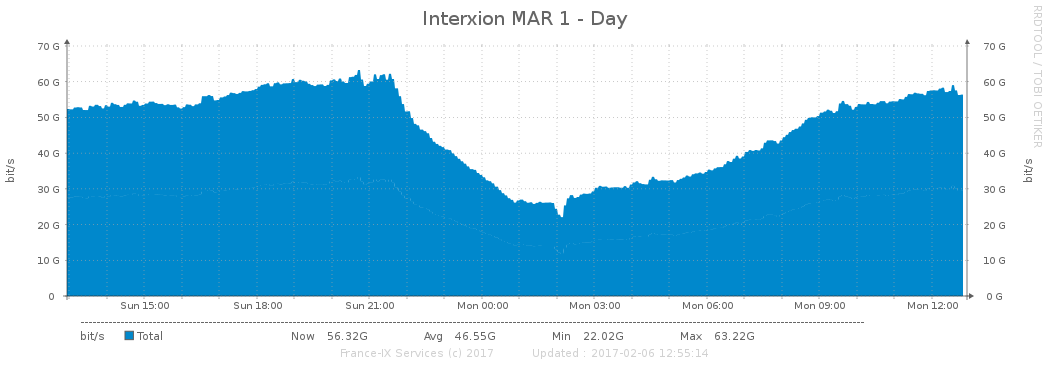 Interxion MAR 1 - Day
RRDTOOL / TOBI OETIKER
bit/s
70 G 70 G
60 G 60 G
50 G 50 G
40 G 40 G
30 G 30 G
20 G 20 G
10 G 10 G
0 0 G
bit/s
Sun 15:00 Sun 18:00 Sun 21:00 Mon 00:00 Mon 03:00 Mon 06:00 Mon 09:00 Mon 12:00
bit/s Total Now 56.32G Avg 46.55G Min 22.02G Max 63.22G
France-IX Services (c) 2017 Updated : 2017-02-06 12:55:14